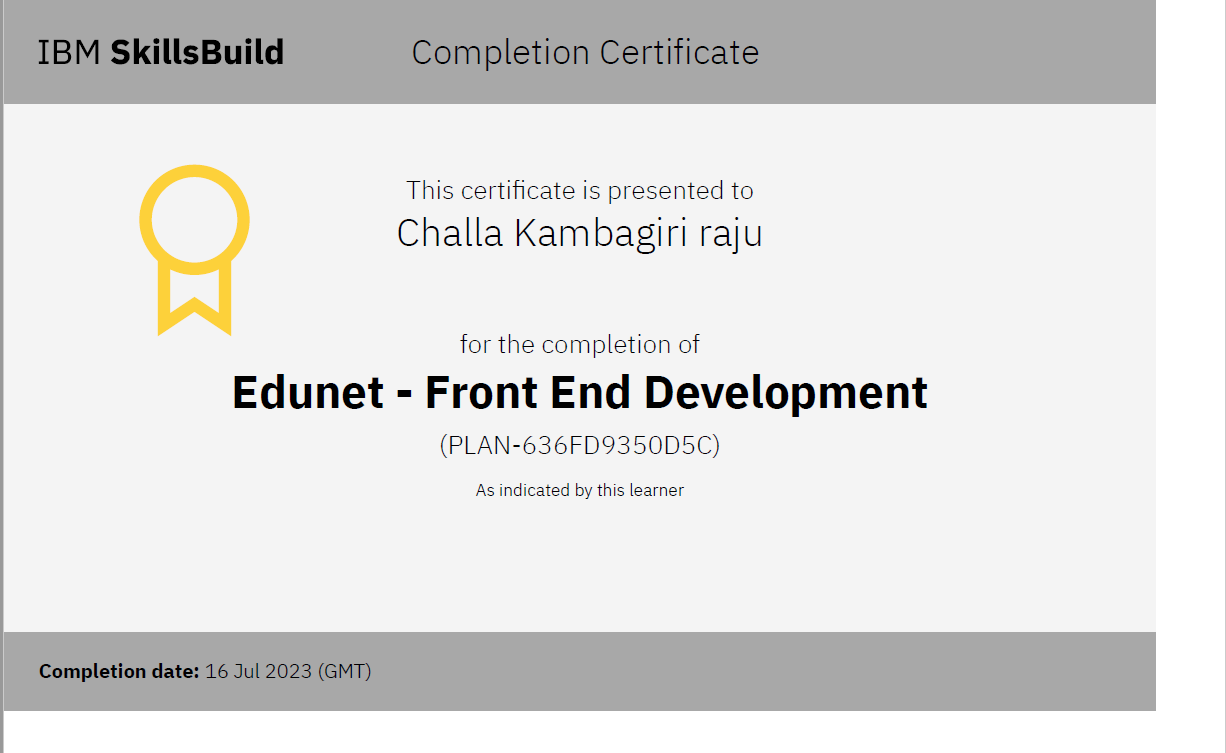 IBM SkillsBuild
Completion Certificate
This certificate is presented to
Challa Kambagiri raju
for the completion of
Edunet - Front End Development
(PLAN-636FD9350D5C)
As indicated by this learner
Completion date: 16 Jul 2023 (GMT)